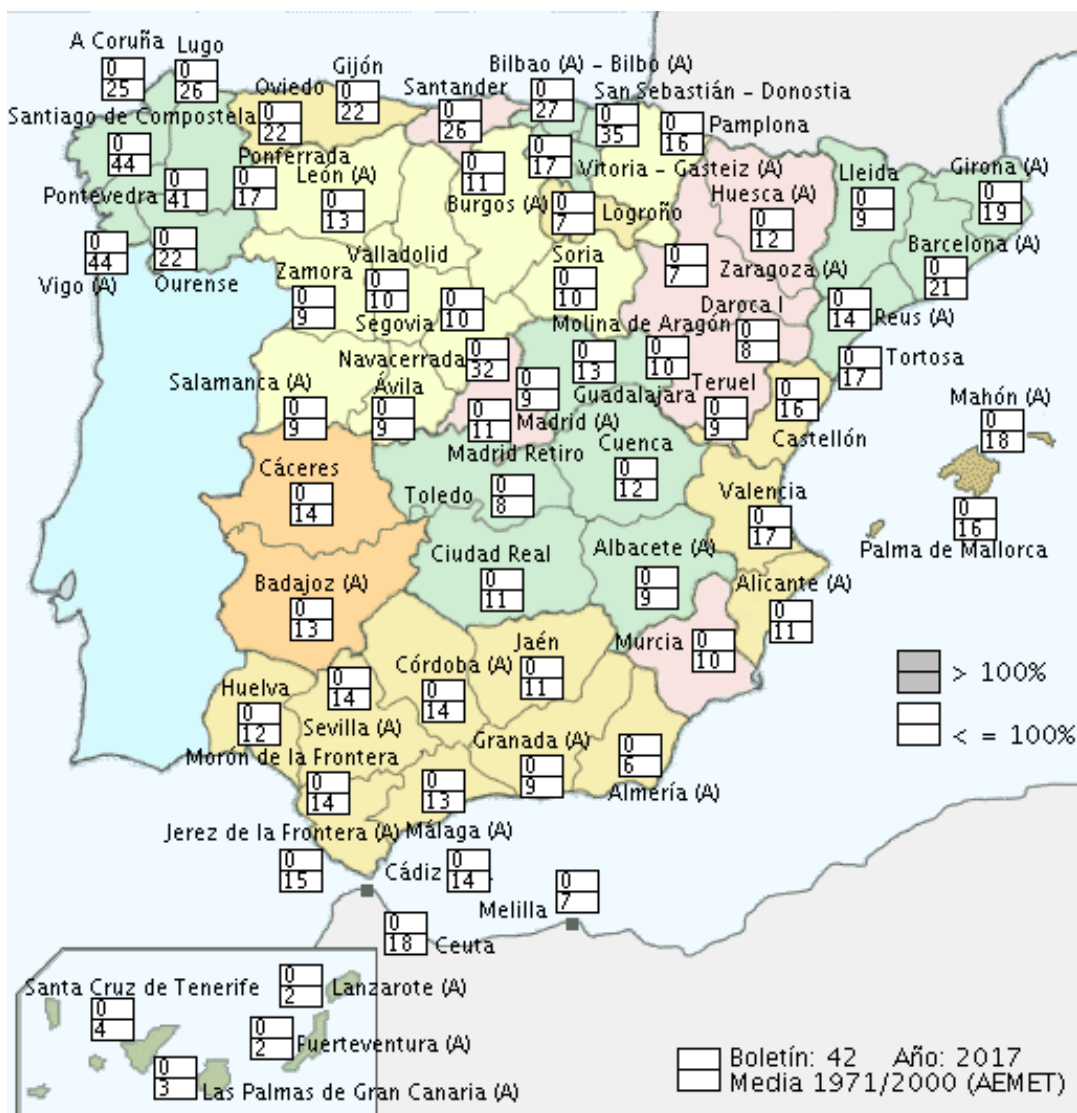 A Coruña
0
25
Lugo
0
26
Oviedo
0
22
Gijón
0
22
Santander
0
26
Bilbao (A) - Bilbo (A)
0
27
San Sebastián - Donostia
0
35
Pamplona
0
16
Santiago de Compostela
0
44
Pontevedra
0
41
Ponferrada
0
17
León (A)
0
13
Burgos (A)
0
11
Vitoria - Gasteiz (A)
0
17
Logroño
0
7
Huesca (A)
0
12
Lleida
0
9
Girona (A)
0
19
Vigo (A)
0
44
Ourense
0
22
Zamora
0
9
Valladolid
0
10
Segovia
0
10
Soria
0
10
Zaragoza (A)
0
7
Barcelona (A)
0
21
Daroca I
0
8
Molina de Aragón
0
10
Reus (A)
0
14
Tortosa
0
17
Navacerrada
0
32
Salamanca (A)
0
9
Ávila
0
9
Guadalajara
0
13
Madrid (A)
0
9
Madrid Retiro
0
11
Teruel
0
9
Castellón
0
16
Mahón (A)
0
18
Cáceres
0
14
Toledo
0
8
Cuenca
0
12
Valencia
0
17
Palma de Mallorca
0
16
Badajoz (A)
0
13
Ciudad Real
0
11
Albacete (A)
0
9
Alicante (A)
0
11
Huelva
0
12
Sevilla (A)
0
14
Córdoba (A)
0
14
Jaén
0
11
Murcia
0
10
> 100%
< = 100%
Morón de la Frontera
0
14
Granada (A)
0
9
Almería (A)
0
6
Jerez de la Frontera (A)
0
15
Málaga (A)
0
13
Cádiz
0
14
Melilla
0
7
Ceuta
0
18
Santa Cruz de Tenerife
0
4
Lanzarote (A)
0
2
Fuerteventura (A)
0
2
Las Palmas de Gran Canaria (A)
0
3
Boletín: 42 Año: 2017
Media 1971/2000 (AEMET)